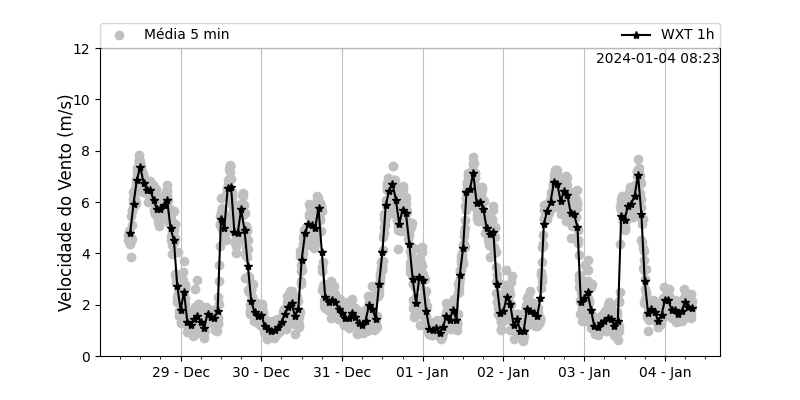 Média 5 min
WXT 1h
2024-01-04 08:23
Velocidade do Vento (m/s)
12
10
8
6
4
2
0
29 - Dec
30 - Dec
31 - Dec
01 - Jan
02 - Jan
03 - Jan
04 - Jan